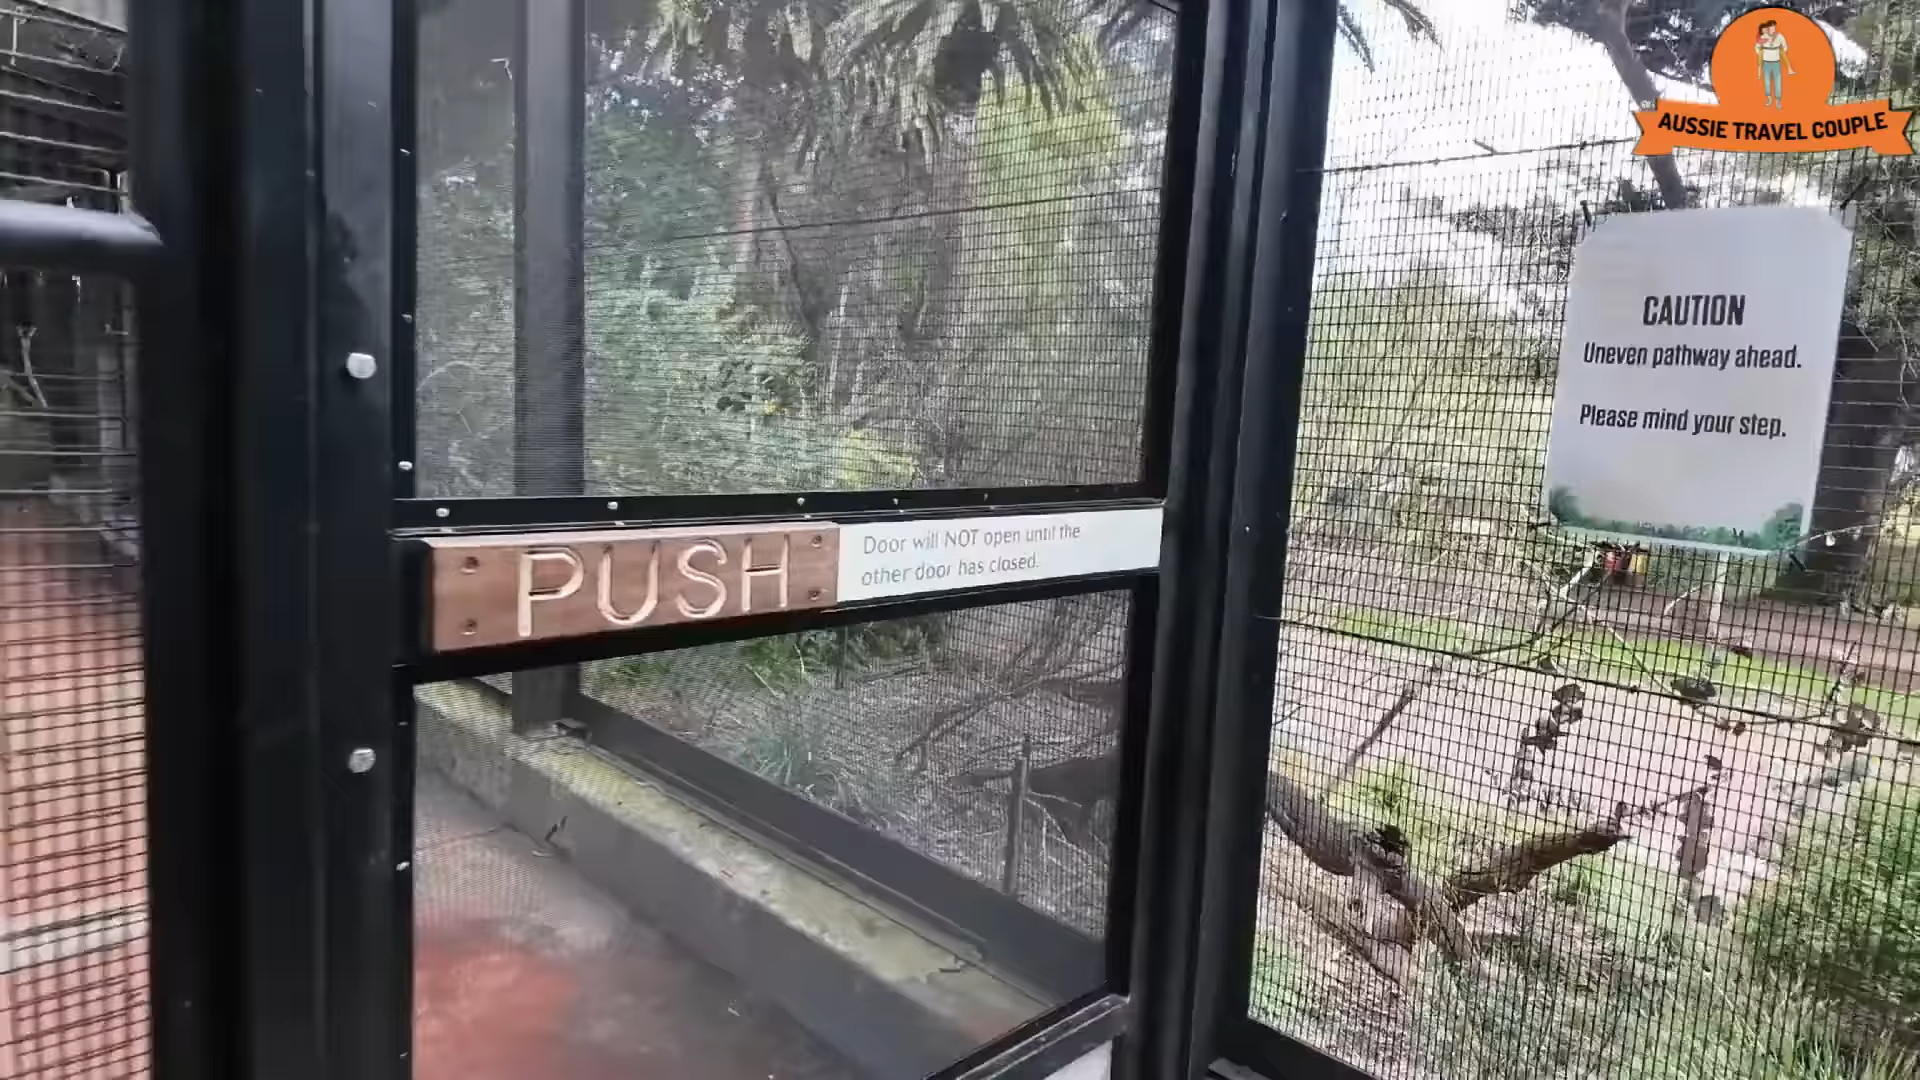 AUSSIE TRAVEL COUPLE
CAUTION
Uneven pathway ahead.
Please mind your step.
PUSH
Door will NOT open until the
other door has closed.